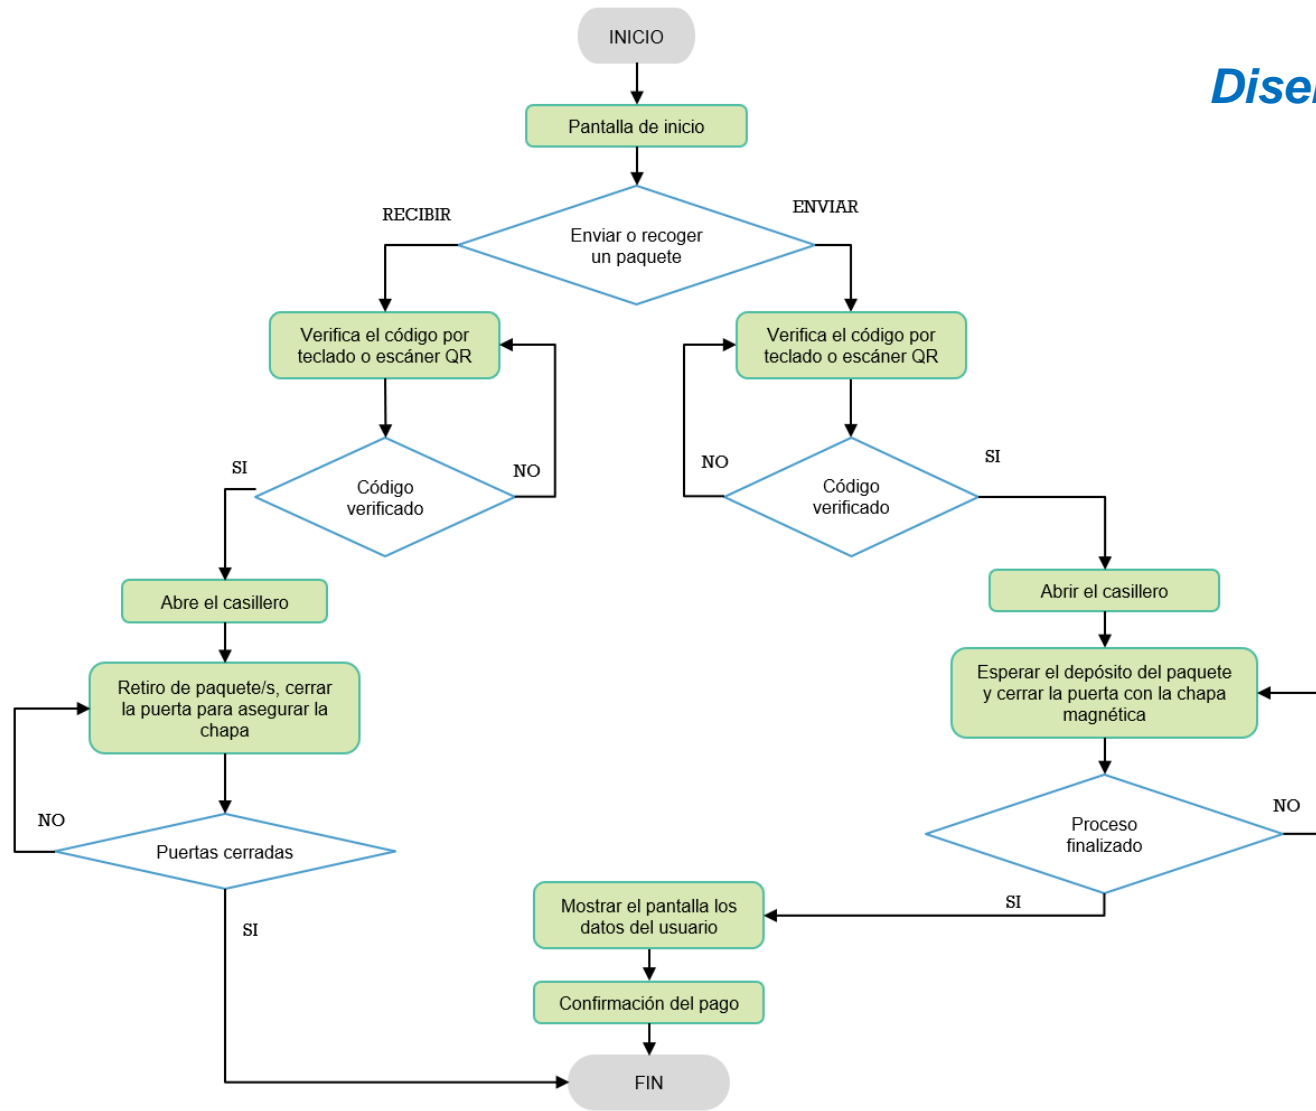 INICIO
Disei
Pantalla de inicio
RECIBIR
ENVIAR
Enviar o recoger
un paquete
Verifica el código por
teclado o escáner QR
Verifica el código por
teclado o escáner QR
SI
NO
Código
verificado
NO
SI
Código
verificado
Abre el casillero
Abrir el casillero
Retiro de paquete/s, cerrar
la puerta para asegurar la
chapa
Esperar el depósito del paquete
y cerrar la puerta con la chapa
magnética
NO
Puertas cerradas
NO
Proceso
finalizado
SI
SI
Mostrar el pantalla los
datos del usuario
Confirmación del pago
FIN